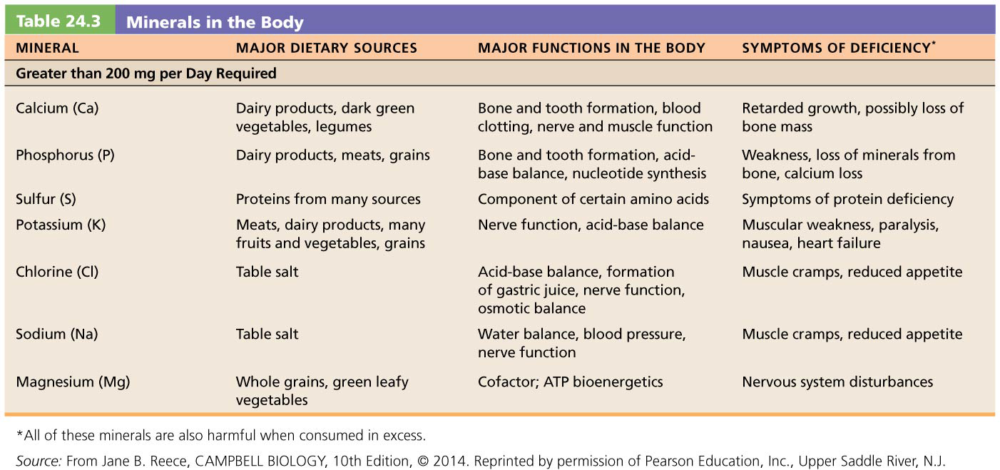 Table 24.3 Minerals in the Body
MINERAL MAJOR DIETARY SOURCES MAJOR FUNCTIONS IN THE BODY SYMPTOMS OF DEFICIENCY*
Greater than 200 mg per Day Required
Calcium (Ca) Dairy products, dark green Bone and tooth formation, blood Retarded growth, possibly loss of
vegetables, legumes clotting, nerve and muscle function bone mass
Phosphorus (P) Dairy products, meats, grains Bone and tooth formation, acid- Weakness, loss of minerals from
base balance, nucleotide synthesis bone, calcium loss
Sulfur (S) Proteins from many sources Component of certain amino acids Symptoms of protein deficiency
Potassium (K) Meats, dairy products, many Nerve function, acid-base balance Muscular weakness, paralysis,
fruits and vegetables, grains nausea, heart failure
Chlorine (Cl) Table salt Acid-base balance, formation Muscle cramps, reduced appetite
of gastric juice, nerve function,
osmotic balance
Sodium (Na) Table salt Water balance, blood pressure, Muscle cramps, reduced appetite
nerve function
Magnesium (Mg) Whole grains, green leafy Cofactor; ATP bioenergetics Nervous system disturbances
vegetables
*All of these minerals are also harmful when consumed in excess.
Source: From Jane B. Reece, CAMPBELL BIOLOGY, 10th Edition, © 2014. Reprinted by permission of Pearson Education, Inc., Upper Saddle River, N.J.